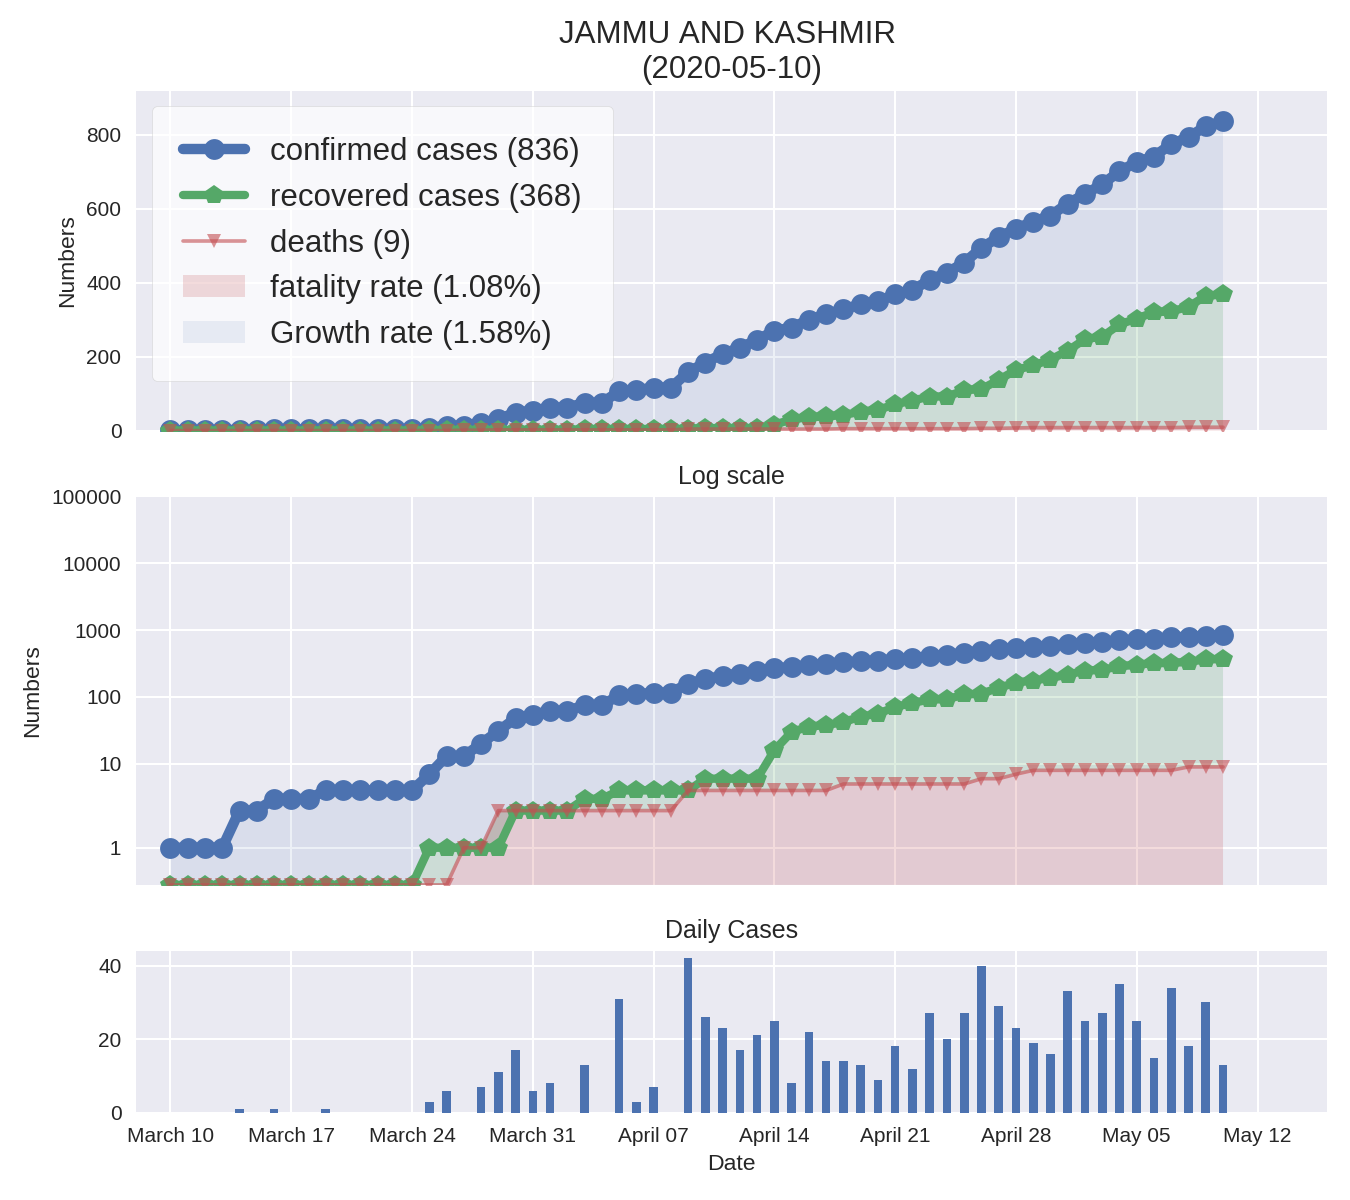 JAMMU AND KASHMIR
(2020-05-10)
800
600
400
200
0
Numbers
confirmed cases (836)
recovered cases (368)
deaths (9)
fatality rate (1.08%)
Growth rate (1.58%)
Log scale
100000
10000
1000
100
10
1
Numbers
Daily Cases
40
20
0
March 10 March 17 March 24 March 31 April 07 April 14 April 21 April 28 May 05 May 12
Date